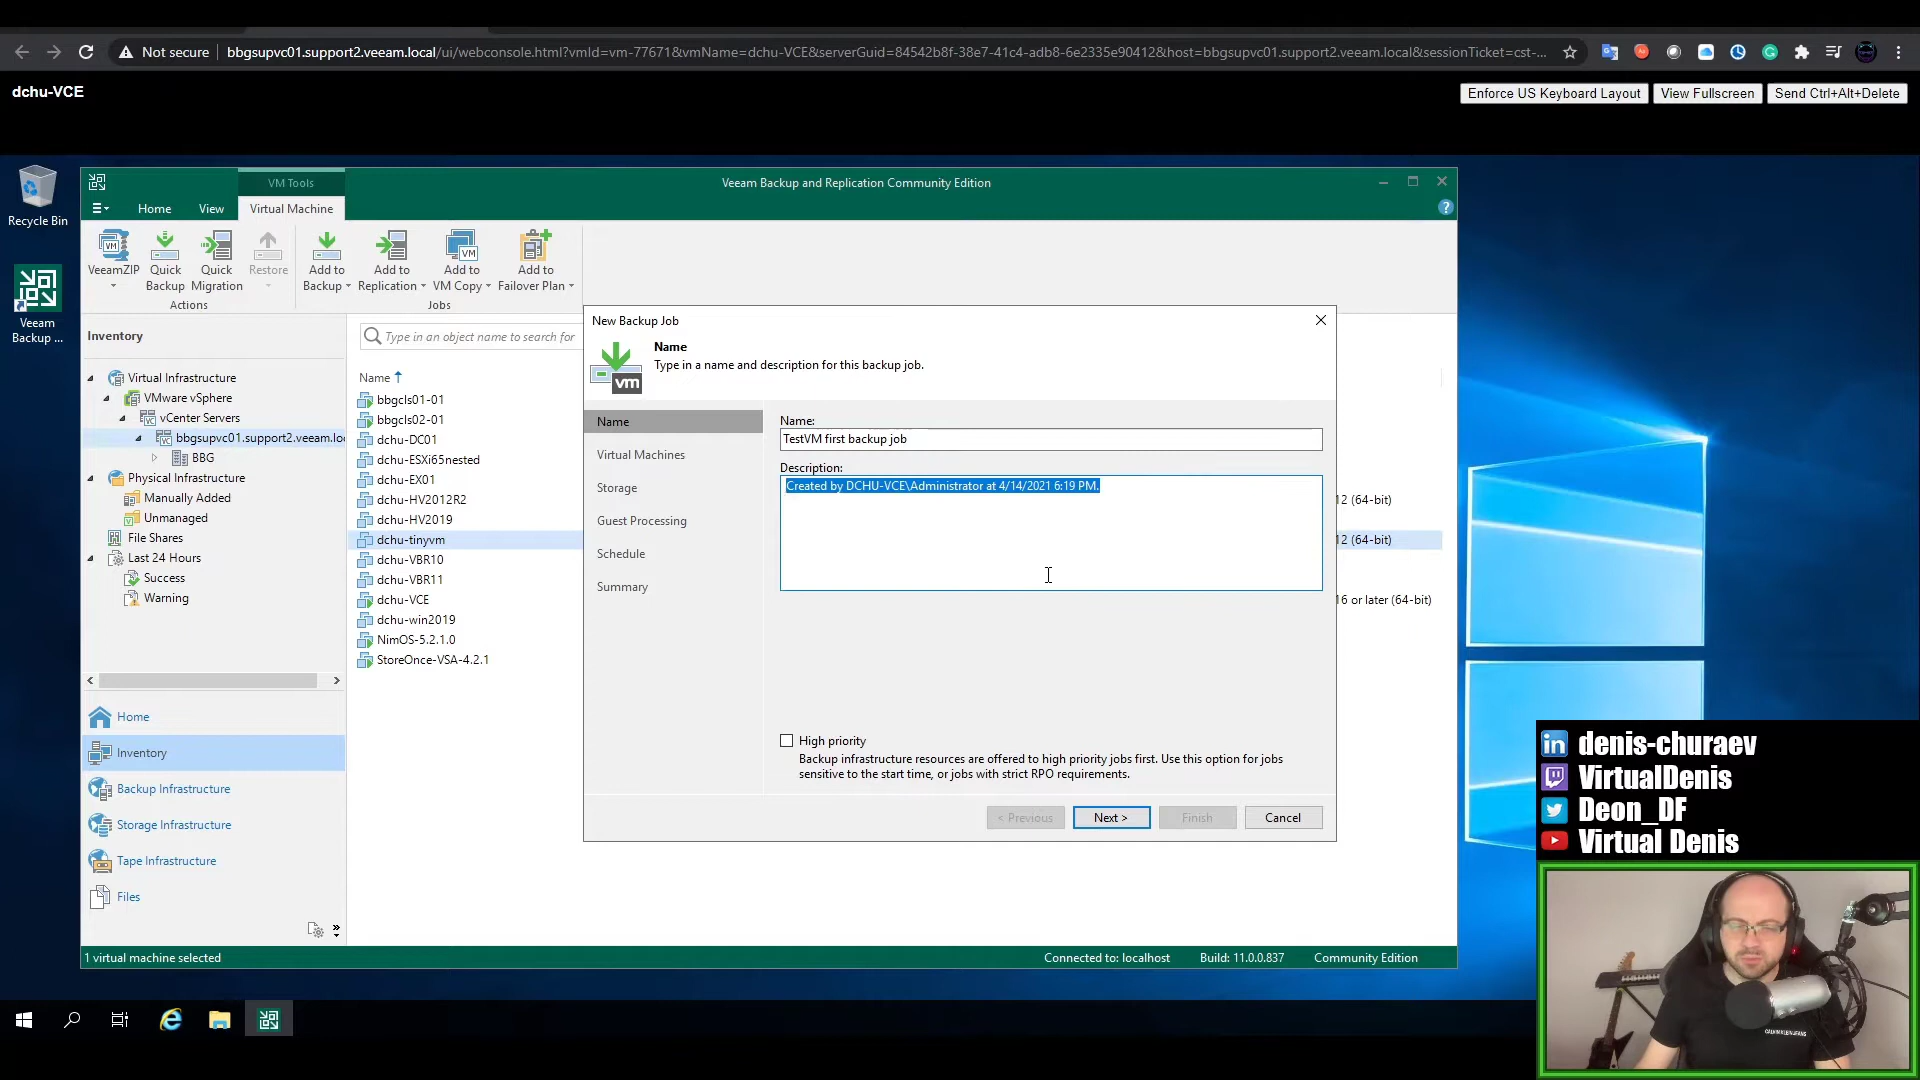 Not secure
bbgsupvc01.support2.veeam.local/ui/webconsole.html?vmId=vm-77671&vmName=dchu-VCE&serverGuid=84542b8f-38e7-41c4-adb8-6e2335e90412&host=bbgsupvc01.support2.veeam.local&sessionTicket=cst-...
dchu-VCE
Enforce US Keyboard Layout
View Fullscreen
Send Ctrl+Alt+Delete
Recycle Bin
Veeam
Backup ...
VM Tools
Veeam Backup and Replication Community Edition
Home
View
Virtual Machine
VeeamZIP
Quick
Backup
Quick
Migration
Restore
Actions
Add to
Backup
Add to
Replication
Add to
VM Copy
Add to
Failover Plan
Jobs
Inventory
Type in an object name to search for
Virtual Infrastructure
VMware vSphere
vCenter Servers
bbgsupvc01.support2.veeam.loc
BBG
Physical Infrastructure
Manually Added
Unmanaged
File Shares
Last 24 Hours
Success
Warning
Name
bbgcls01-01
bbgcls02-01
dchu-DC01
dchu-ESXi65nested
dchu-EX01
dchu-HV2012R2
dchu-HV2019
dchu-tinyvm
dchu-VBR10
dchu-VBR11
dchu-VCE
dchu-win2019
NimOS-5.2.1.0
StoreOnce-VSA-4.2.1
12 (64-bit)
12 (64-bit)
16 or later (64-bit)
New Backup Job
Name
Type in a name and description for this backup job.
vm
Name
Virtual Machines
Storage
Guest Processing
Schedule
Summary
Name:
TestVM first backup job
Description:
Created by DCHU-VCE\Administrator at 4/14/2021 6:19 PM.
High priority
Backup infrastructure resources are offered to high priority jobs first. Use this option for jobs
sensitive to the start time, or jobs with strict RPO requirements.
< Previous
Next >
Finish
Cancel
Home
Inventory
Backup Infrastructure
Storage Infrastructure
Tape Infrastructure
Files
1 virtual machine selected
Connected to: localhost
Build: 11.0.0.837
Community Edition
denis-churaev
VirtualDenis
Deon_DF
Virtual Denis
CALVIN KLEIN JEANS